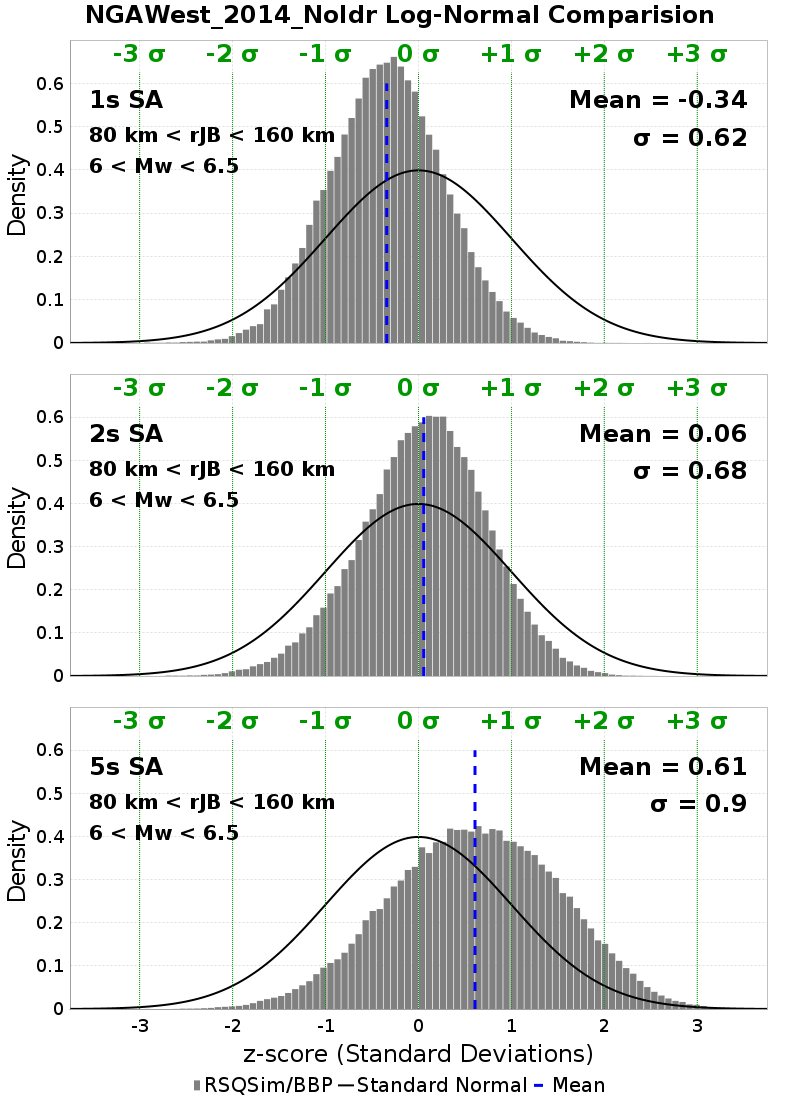 NGAWest_2014_NoIdr Log-Normal Comparision
-3 σ -2 σ -1 σ 0 σ +1 σ +2 σ +3 σ
1s SA
Mean = -0.34
80 km < rJB < 160 km
σ = 0.62
6 < Mw < 6.5
Density
0.6
0.5
0.4
0.3
0.2
0.1
0
-3 σ -2 σ -1 σ 0 σ +1 σ +2 σ +3 σ
2s SA
Mean = 0.06
80 km < rJB < 160 km
σ = 0.68
6 < Mw < 6.5
Density
0.6
0.5
0.4
0.3
0.2
0.1
0
-3 σ -2 σ -1 σ 0 σ +1 σ +2 σ +3 σ
5s SA
Mean = 0.61
80 km < rJB < 160 km
σ = 0.9
6 < Mw < 6.5
Density
0.6
0.5
0.4
0.3
0.2
0.1
0
-3 -2 -1 0 1 2 3
z-score (Standard Deviations)
RSQSim/BBP Standard Normal Mean